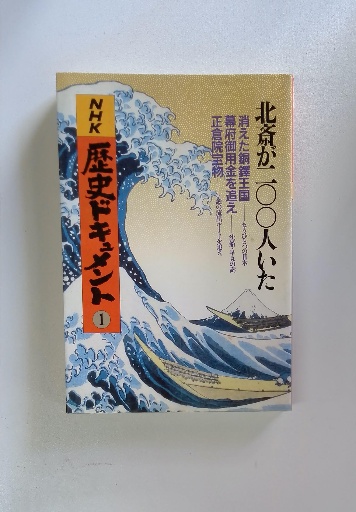 北斎が二〇〇人いた
消えた銅鐸王国
幕府御用金を追え
正倉院宝物
NHK
歴史ドキュメント
1